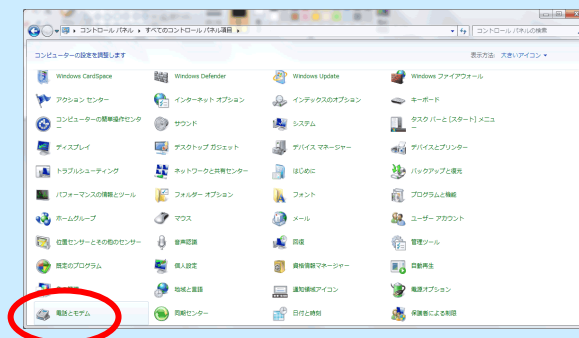 コントロール パネル ▸ すべてのコントロール パネル項目 ▸
コントロール パネルの検索
コンピューターの設定を調整します
表示方法: 大きいアイコン
Windows CardSpace
Windows Defender
Windows Update
Windows ファイアウォール
アクション センター
インターネット オプション
インデックスのオプション
キーボード
コンピューターの簡単操作センタ
ー
サウンド
システム
タスク バーと [スタート] メニュ
ー
ディスプレイ
デスクトップ ガジェット
デバイス マネージャー
デバイスとプリンター
トラブルシューティング
ネットワークと共有センター
はじめに
バックアップと復元
パフォーマンスの情報とツール
フォルダー オプション
フォント
プログラムと機能
ホームグループ
マウス
メール
ユーザー アカウント
位置センサーとその他のセンサー
音声認識
回復
管理ツール
既定のプログラム
個人設定
資格情報マネージャー
自動再生
地域と言語
通知領域アイコン
電源オプション
電話とモデム
同期センター
日付と時刻
保護者による制限